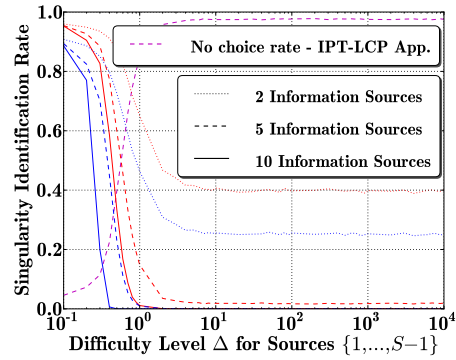 Singularity Identification Rate
1.0
0.8
0.6
0.4
0.2
0.0
No choice rate - IPT-LCP App.
2 Information Sources
5 Information Sources
10 Information Sources
10^-1
10^0
10^1
10^2
10^3
10^4
Difficulty Level Δ for Sources {1,...,S−1}